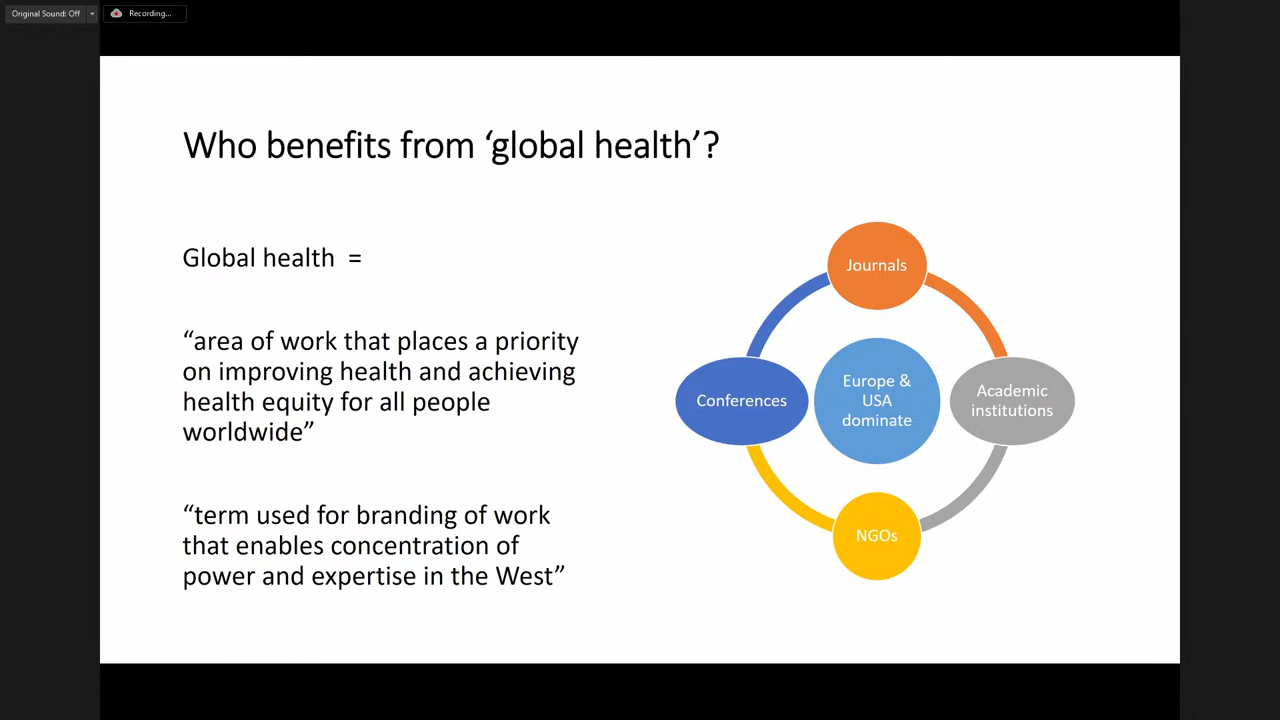 Original Sound: Off
Recording...
Who benefits from ‘global health’?
Global health =
“area of work that places a priority
on improving health and achieving
health equity for all people
worldwide”
“term used for branding of work
that enables concentration of
power and expertise in the West”
Journals
Conferences
Europe &
USA
dominate
Academic
institutions
NGOs